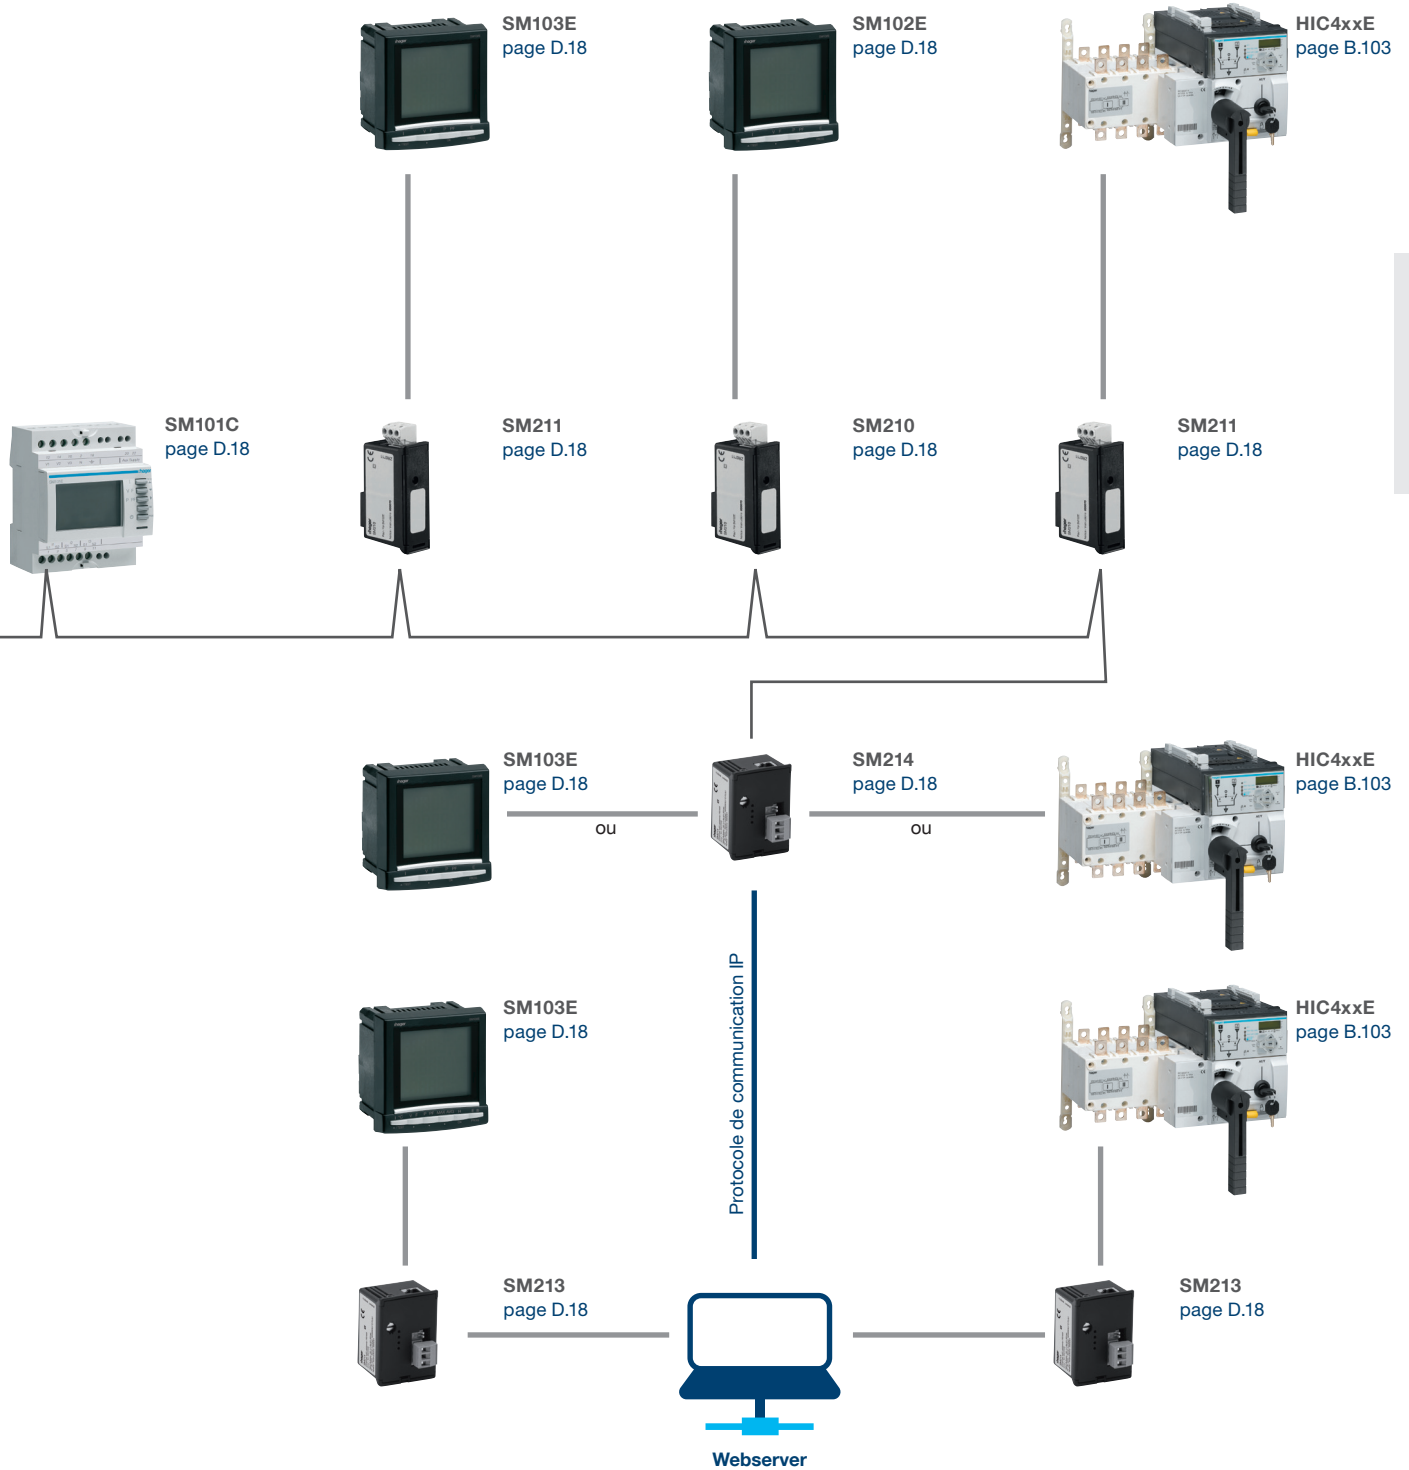 SM103E
page D.18
SM102E
page D.18
HIC4xxE
page B.103
SM101C
page D.18
SM211
page D.18
SM210
page D.18
SM211
page D.18
SM103E
page D.18
ou
SM214
page D.18
ou
HIC4xxE
page B.103
Protocole de communication IP
SM103E
page D.18
HIC4xxE
page B.103
SM213
page D.18
SM213
page D.18
Webserver